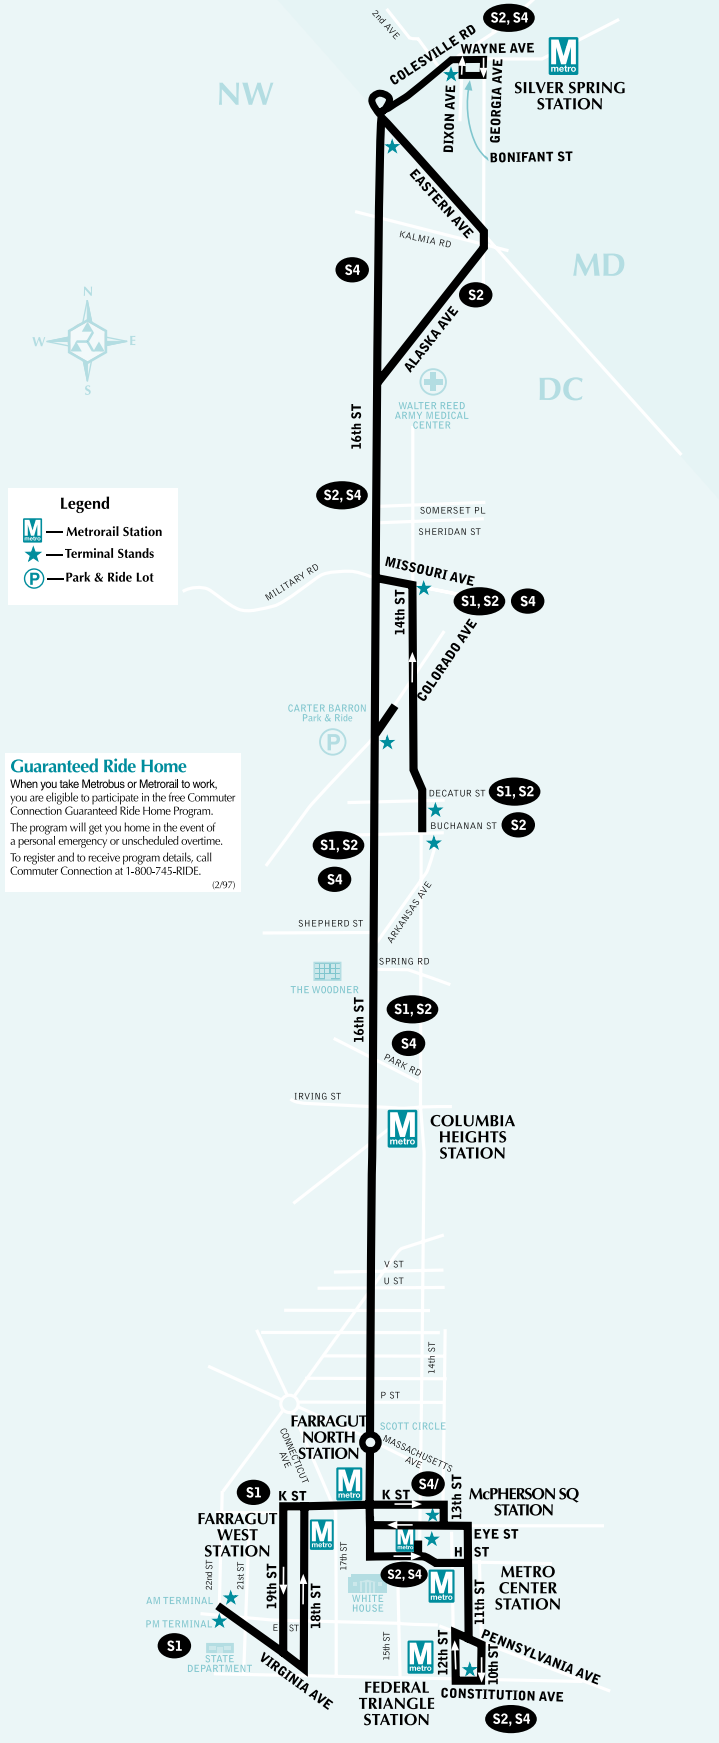 2nd AVE
S2, S4
COLESVILLE RD
WAYNE AVE
M
metro
SILVER SPRING
STATION
NW
DIXON AVE
GEORGIA AVE
BONIFANT ST
EASTERN AVE
KALMIA RD
MD
S4
S2
ALASKA AVE
N
W
E
S
DC
WALTER REED
ARMY MEDICAL
CENTER
16th ST
S2, S4
Legend
M
metro
Metrorail Station
Terminal Stands
P
Park & Ride Lot
SOMERSET PL
SHERIDAN ST
MILITARY RD
MISSOURI AVE
14th ST
S1, S2
S4
COLORADO AVE
CARTER BARRON
Park & Ride
P
Guaranteed Ride Home
When you take Metrobus or Metrorail to work,
you are eligible to participate in the free Commuter
Connection Guaranteed Ride Home Program.
The program will get you home in the event of
a personal emergency or unscheduled overtime.
To register and to receive program details, call
Commuter Connection at 1-800-745-RIDE.
(2/97)
DECATUR ST
S1, S2
BUCHANAN ST
S2
S1, S2
S4
ARKANSAS AVE
SHEPHERD ST
SPRING RD
THE WOODNER
16th ST
S1, S2
S4
PARK RD
IRVING ST
M
metro
COLUMBIA
HEIGHTS
STATION
V ST
U ST
14th ST
P ST
SCOTT CIRCLE
FARRAGUT
NORTH
STATION
CONNECTICUT
AVE
MASSACHUSETTS
AVE
M
metro
S1
K ST
K ST
S4/
13th ST
McPHERSON SQ
STATION
FARRAGUT
WEST
STATION
M
metro
M
metro
EYE ST
H ST
17th ST
22nd ST
21st ST
19th ST
18th ST
S2, S4
M
metro
METRO
CENTER
STATION
11th ST
WHITE
HOUSE
AM TERMINAL
PM TERMINAL
S1
STATE
DEPARTMENT
VIRGINIA AVE
15th ST
M
metro
12th ST
10th ST
PENNSYLVANIA AVE
FEDERAL
TRIANGLE
STATION
CONSTITUTION AVE
S2, S4